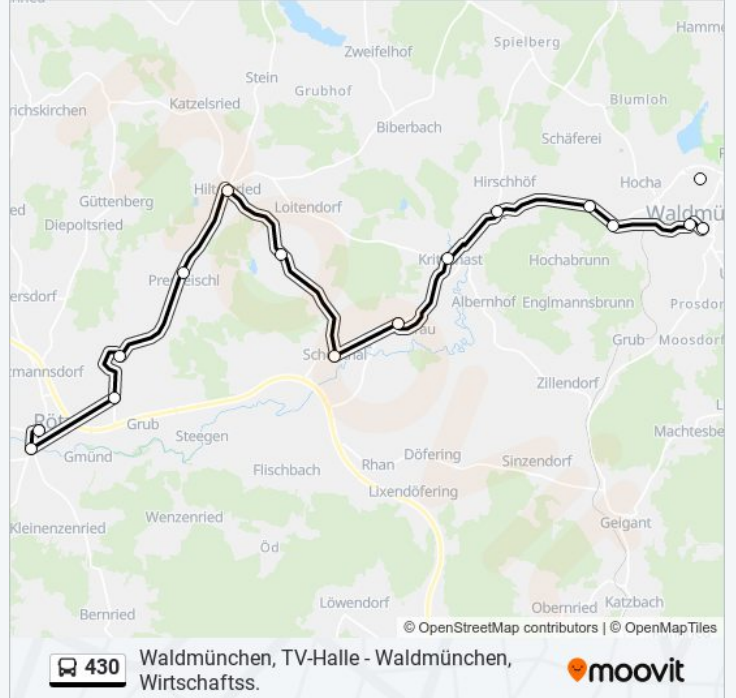 Hamme
Spielberg
Zweifelhof
Stein
Grubhof
Katzelsried
richskirchen
Blumloh
Biberbach
Schäferei
Hirschhöf
Hocha
Güttenberg
Loitendorf
ed
Diepoltsried
Waldmü
Hochabrunn
ersdorf
Albernhof
Englmannsbrunn
Prosdor
Grub
Moosdorf
zmannsdorf
Zillendorf
Grub
Steegen
Machtesbe
Gmünd
Döfering
Rhan
Sinzendorf
Flischbach
Lixendöfering
Wenzenried
Kleinenzenried
Gelgant
Öd
Löwendorf
Katzbach
Obernried
Bernried
© OpenStreetMap contributors | © OpenMapTiles
430
Waldmünchen, TV-Halle - Waldmünchen,
Wirtschaftss.
moovit